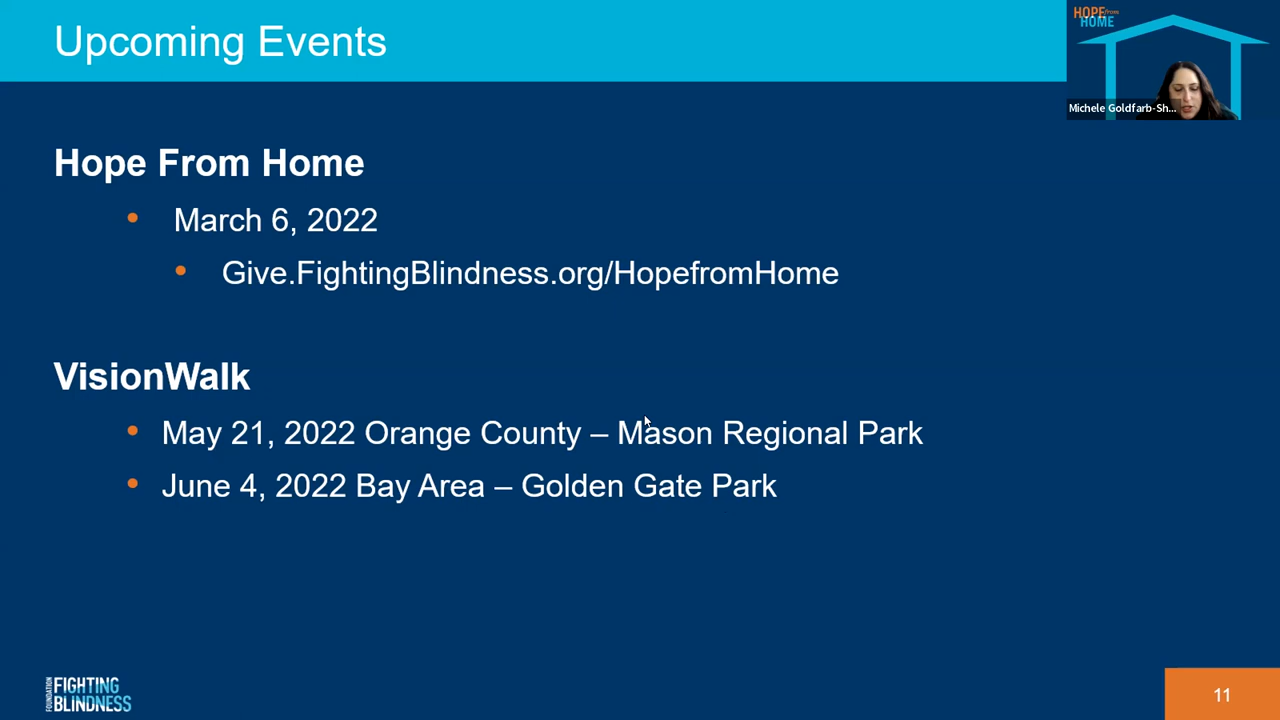 Upcoming Events
HOPE from
HOME
Michele Goldfarb-Sh...
Hope From Home
• March 6, 2022
• Give.FightingBlindness.org/HopefromHome
VisionWalk
• May 21, 2022 Orange County – Mason Regional Park
• June 4, 2022 Bay Area – Golden Gate Park
FOUNDATION
FIGHTING
BLINDNESS
11